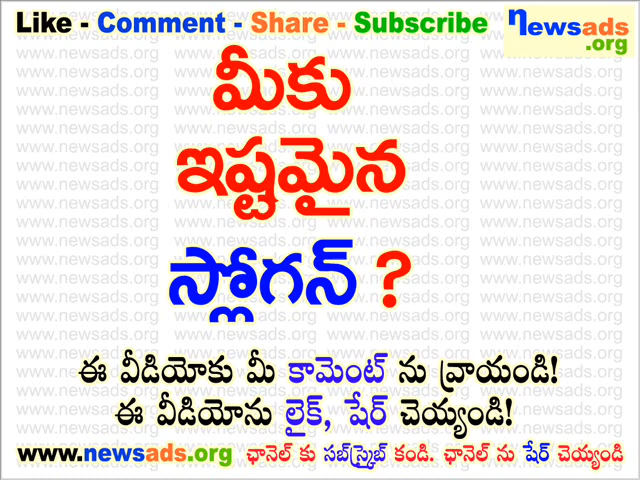 Like - Comment - Share - Subscribe
newsads
.org
మీకు
ఇష్టమైన
స్లోగన్ ?
ఈ వీడియోకు మీ కామెంట్ ను వ్రాయండి!
ఈ వీడియోను లైక్, షేర్ చెయ్యండి!
www.newsads.org ఛానెల్ కు సబ్‌స్క్రైబ్ కండి. ఛానెల్ ను షేర్ చెయ్యండి